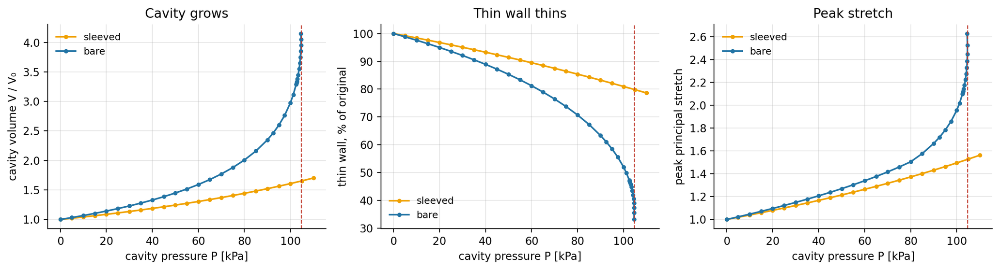 Cavity grows
sleeved
bare
4.0
3.5
3.0
2.5
2.0
1.5
1.0
cavity volume V / V₀
0 20 40 60 80 100
cavity pressure P [kPa]
Thin wall thins
100
90
80
70
60
50
40
30
thin wall, % of original
sleeved
bare
0 20 40 60 80 100
cavity pressure P [kPa]
Peak stretch
sleeved
bare
2.6
2.4
2.2
2.0
1.8
1.6
1.4
1.2
1.0
peak principal stretch
0 20 40 60 80 100
cavity pressure P [kPa]